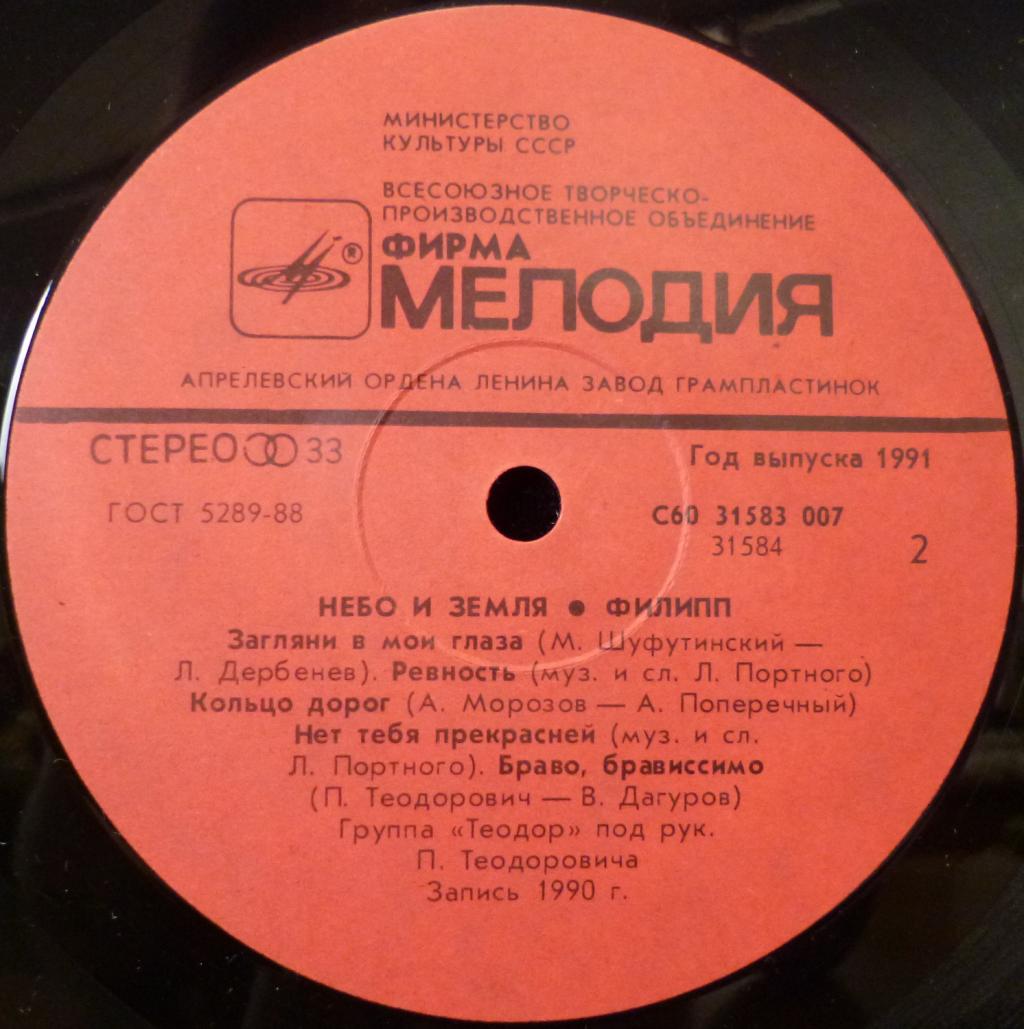 МИНИСТЕРСТВО
КУЛЬТУРЫ СССР
ВСЕСОЮЗНОЕ ТВОРЧЕСКО-
ПРОИЗВОДСТВЕННОЕ ОБЪЕДИНЕНИЕ
ФИРМА
®
МЕЛОДИЯ
АПРЕЛЕВСКИЙ ОРДЕНА ЛЕНИНА ЗАВОД ГРАМПЛАСТИНОК
СТЕРЕО 33
Год выпуска 1991
ГОСТ 5289-88
С60 31583 007
31584
2
НЕБО И ЗЕМЛЯ ● ФИЛИПП
Загляни в мои глаза (М. Шуфутинский —
Л. Дербенев). Ревность (муз. и сл. Л. Портного)
Кольцо дорог (А. Морозов — А. Поперечный)
Нет тебя прекрасней (муз. и сл.
Л. Портного). Браво, брависсимо
(П. Теодорович — В. Дагуров)
Группа «Теодор» под рук.
П. Теодоровича
Запись 1990 г.